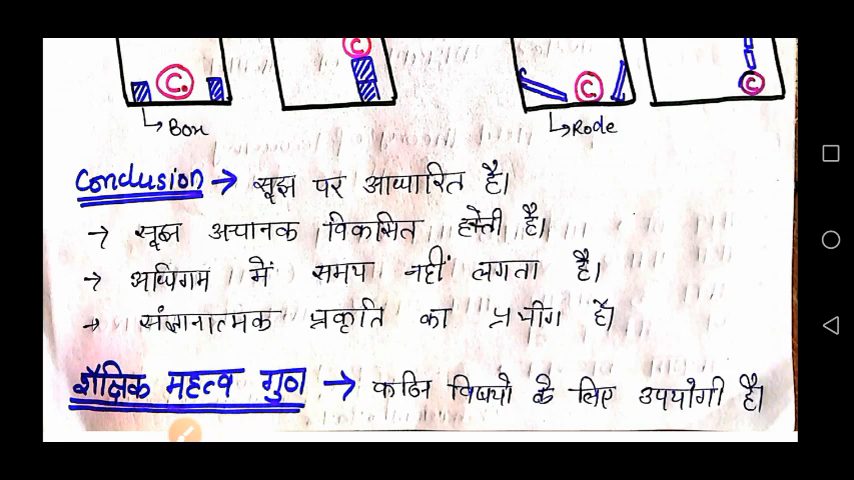 C. C C. C
Box Rode
Conclusion → सूझ पर आधारित है।
→ सूझ अचानक विकसित होती है।
→ अधिगम में समय नहीं लगता है।
→ संज्ञानात्मक प्रकृति का प्रयोग है।
शैक्षिक महत्व गुण → कठिन विषयो के लिए उपयोगी है।